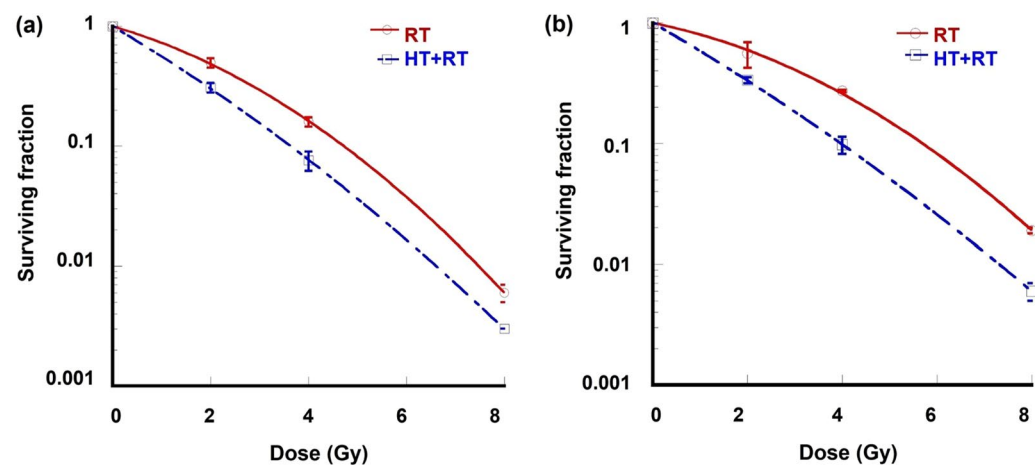 (a)
1
0.1
0.01
0.001
Surviving fraction
0
2
4
6
8
Dose (Gy)
RT
HT+RT
(b)
1
0.1
0.01
0.001
Surviving fraction
0
2
4
6
8
Dose (Gy)
RT
HT+RT